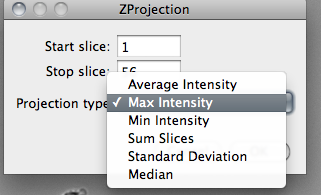 ZProjection
Start slice: 1
Stop slice: 56
Projection type
Average Intensity
✓ Max Intensity
Min Intensity
Sum Slices
Standard Deviation
Median